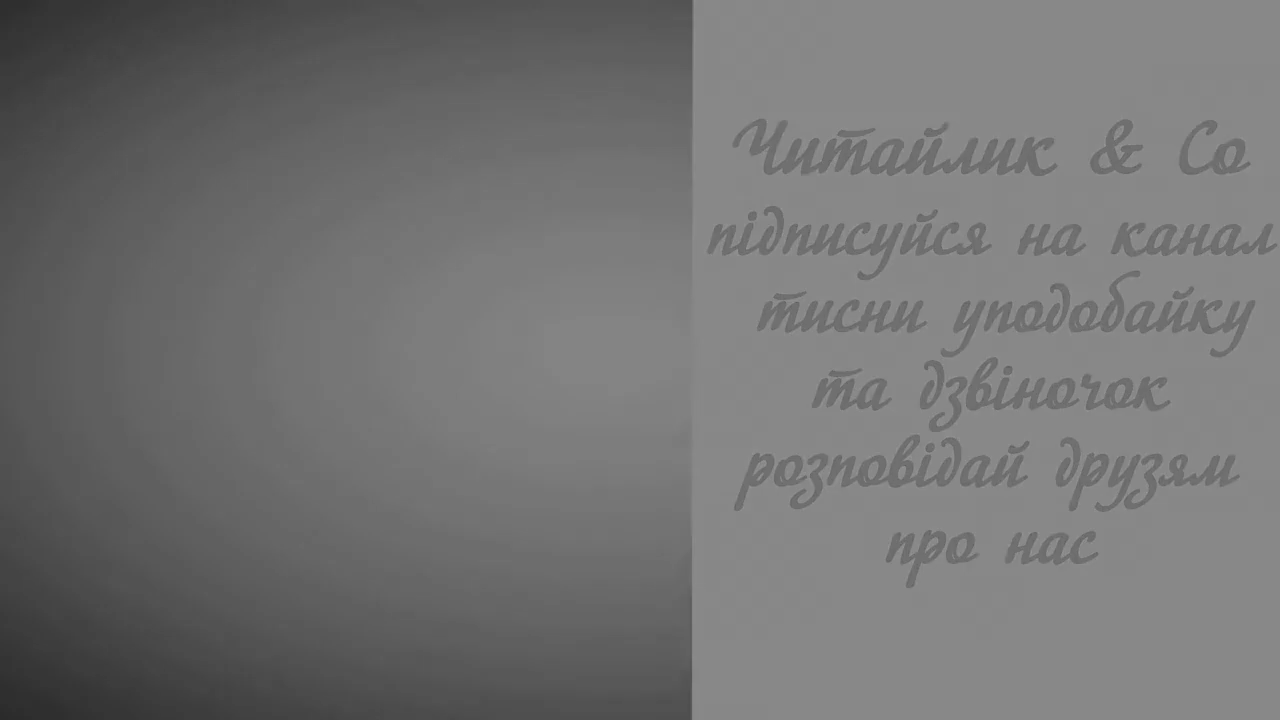 Читайлик & Co
підписуйся на канал
тисни уподобайку
та дзвіночок
розповідай друзям
про нас